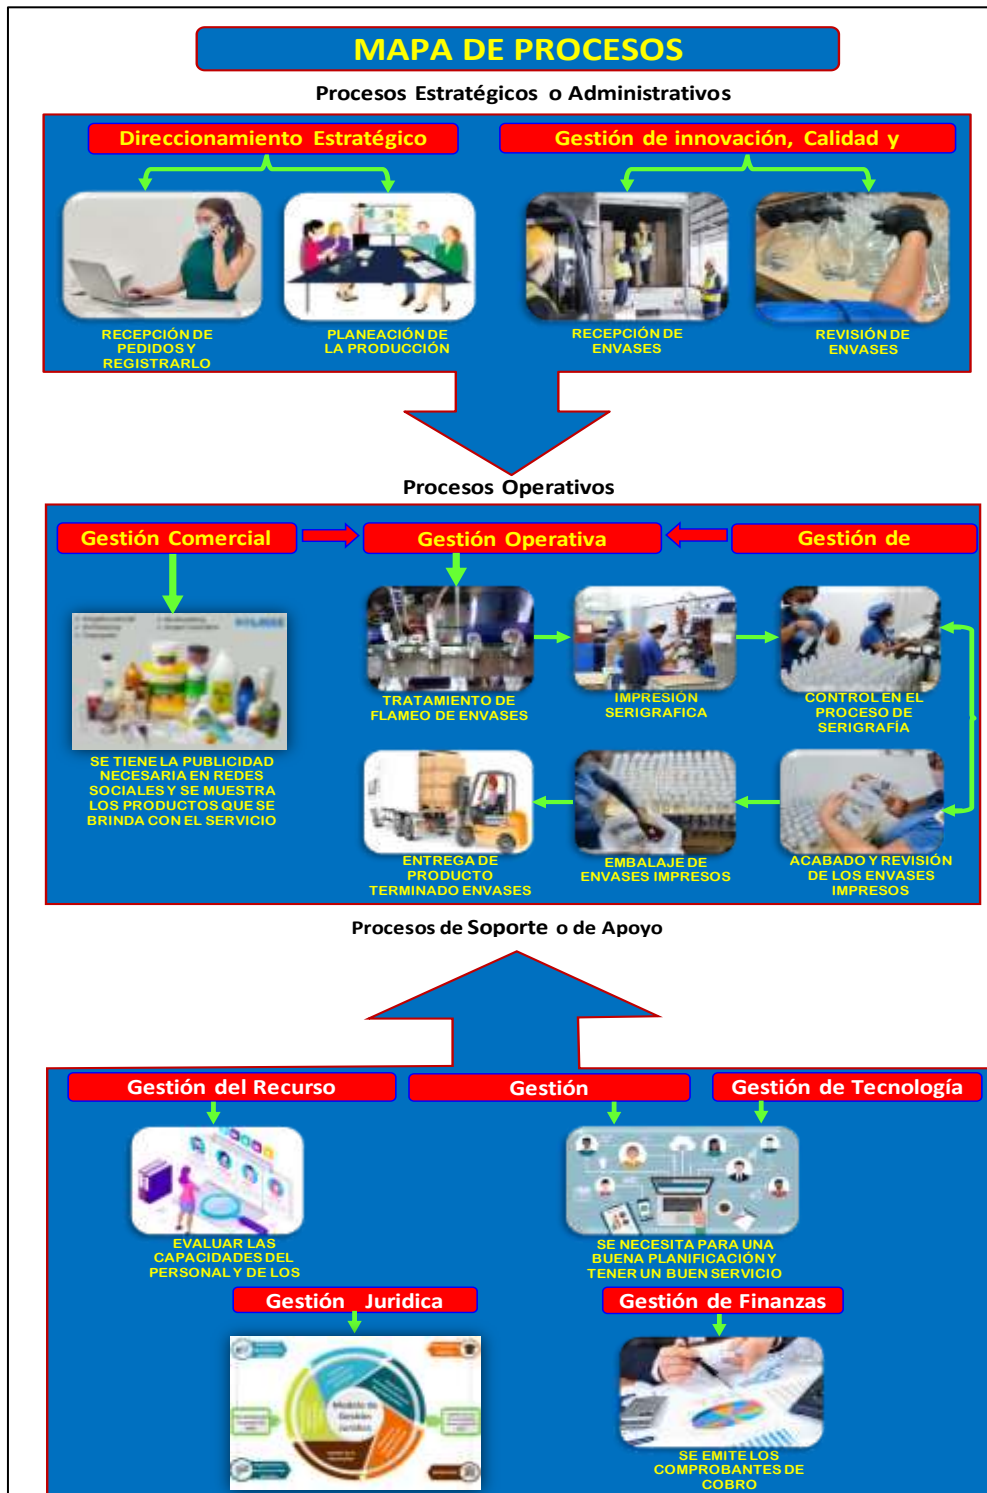 MAPA DE PROCESOS
Procesos Estratégicos o Administrativos
Direccionamiento Estratégico
Gestión de innovación, Calidad y
RECEPCIÓN DE
PEDIDOS Y
REGISTRARLO
PLANEACIÓN DE
LA PRODUCCIÓN
RECEPCIÓN DE
ENVASES
REVISIÓN DE
ENVASES
Procesos Operativos
Gestión Comercial
Gestión Operativa
Gestión de
SE TIENE LA PUBLICIDAD
NECESARIA EN REDES
SOCIALES Y SE MUESTRA
LOS PRODUCTOS QUE SE
BRINDA CON EL SERVICIO
TRATAMIENTO DE
FLAMEO DE ENVASES
IMPRESIÓN
SERIGRAFICA
CONTROL EN EL
PROCESO DE
SERIGRAFÍA
ENTREGA DE
PRODUCTO
TERMINADO ENVASES
EMBALAJE DE
ENVASES IMPRESOS
ACABADO Y REVISIÓN
DE LOS ENVASES
IMPRESOS
Procesos de Soporte o de Apoyo
Gestión del Recurso
Gestión
Gestión de Tecnología
EVALUAR LAS
CAPACIDADES DEL
PERSONAL Y DE LOS
SE NECESITA PARA UNA
BUENA PLANIFICACIÓN Y
TENER UN BUEN SERVICIO
Gestión Juridica
Gestión de Finanzas
Modelo de
Gestión
Jurídica
SE EMITE LOS
COMPROBANTES DE
COBRO